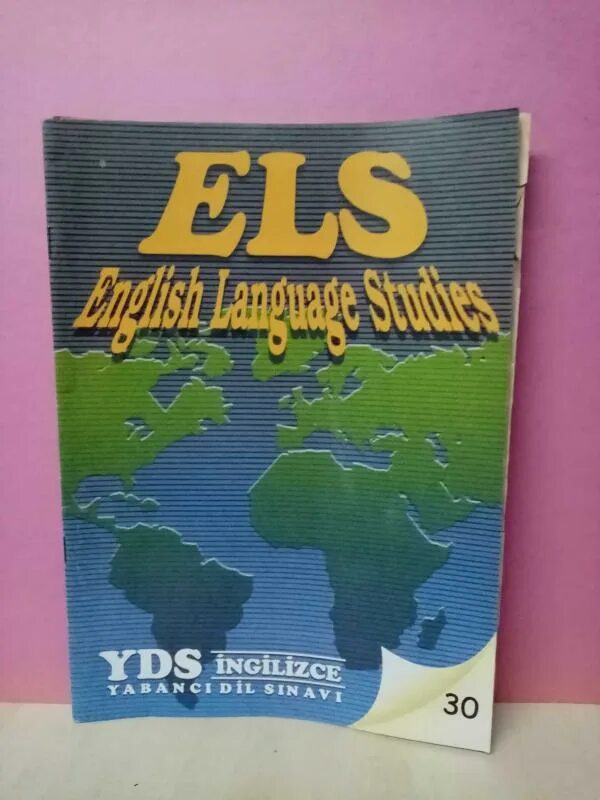 ELS
English Language Studies
YDS İNGİLİZCE
YABANCI DİL SINAVI
30